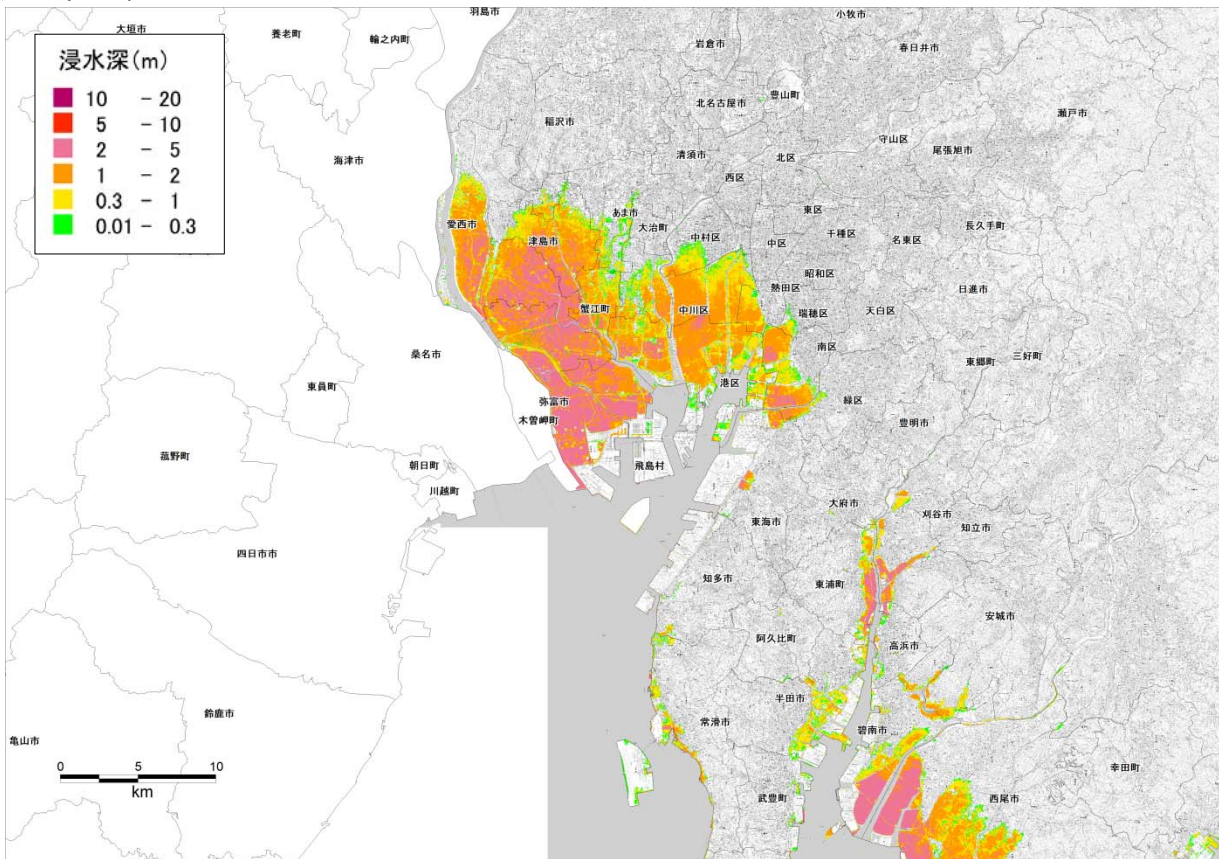 浸水深(m)
10 - 20
5 - 10
2 - 5
1 - 2
0.3 - 1
0.01 - 0.3
羽島市
小牧市
大垣市
養老町
輪之内町
岩倉市
春日井市
豊山町
北名古屋市
瀬戸市
稲沢市
守山区
尾張旭市
海津市
清須市
北区
西区
愛西市
あま市
大治町
東区
長久手町
津島市
中村区
中区
千種区
名東区
昭和区
熱田区
日進市
蟹江町
中川区
瑞穂区
天白区
桑名市
南区
東郷町
三好町
東員町
港区
弥富市
緑区
木曽岬町
豊明市
菰野町
朝日町
飛島村
川越町
大府市
刈谷市
東海市
知立市
四日市市
知多市
東浦町
安城市
阿久比町
高浜市
半田市
鈴鹿市
常滑市
碧南市
亀山市
幸田町
武豊町
西尾市
0 5 10
km